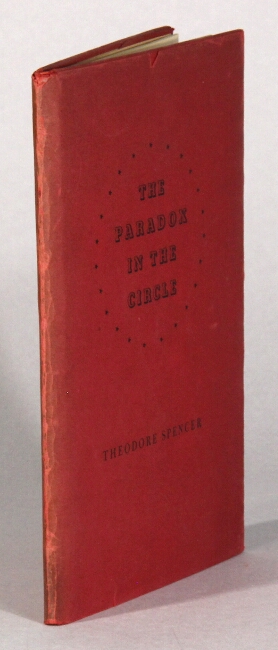 THE
PARADOX
IN THE
CIRCLE
THEODORE SPENCER